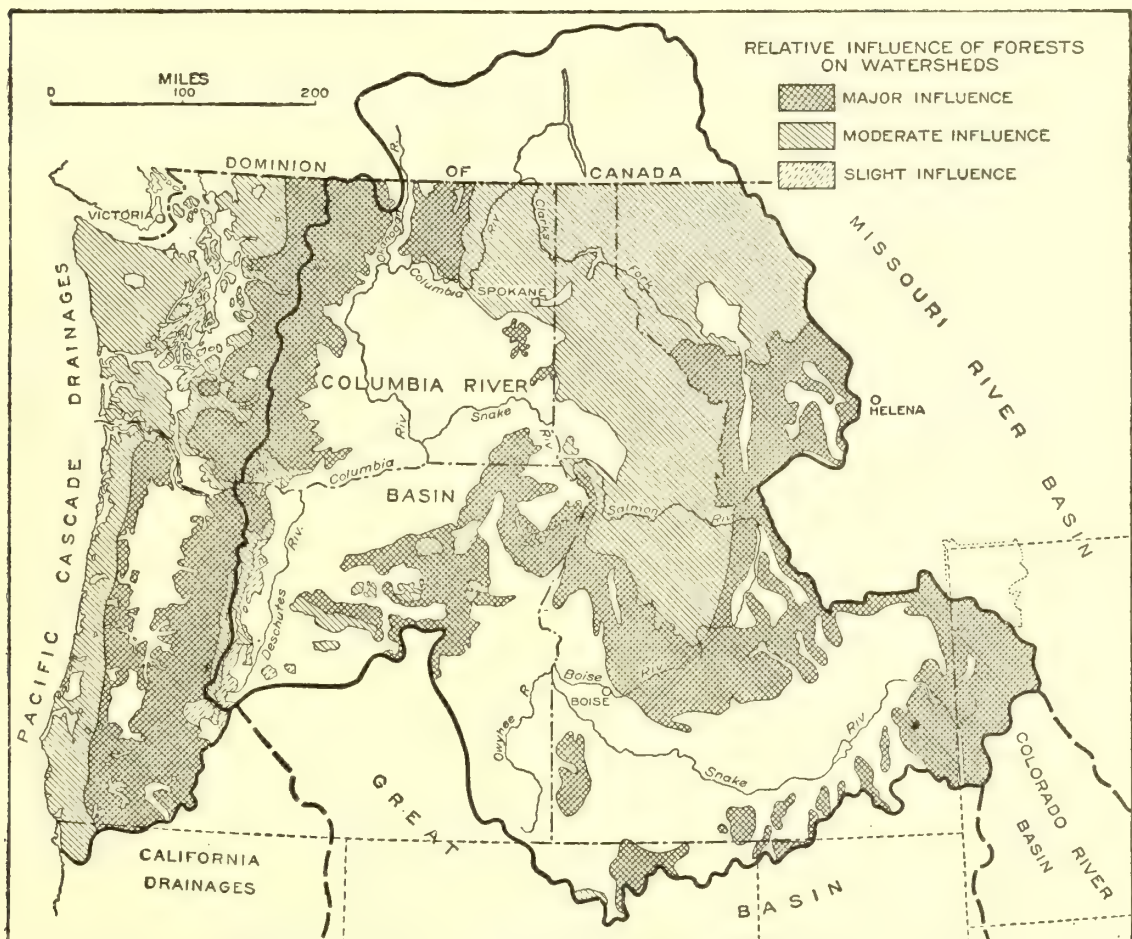 RELATIVE INFLUENCE OF FORESTS
ON WATERSHEDS
MAJOR INFLUENCE
MODERATE INFLUENCE
SLIGHT INFLUENCE
MILES
0 100 200
DOMINION OF CANADA
R.
VICTORIA
Clarks
Fork
Riv
Columbia
SPOKANE
MISSOURI RIVER BASIN
PACIFIC CASCADE DRAINAGES
COLUMBIA RIVER
Riv
Snake
Riv
HELENA
Columbia
BASIN
Salmon Riv
Deschutes Riv.
Boise Riv.
BOISE
Owyhee R.
Snake Riv
GREAT
BASIN
COLORADO RIVER
BASIN
CALIFORNIA
DRAINAGES